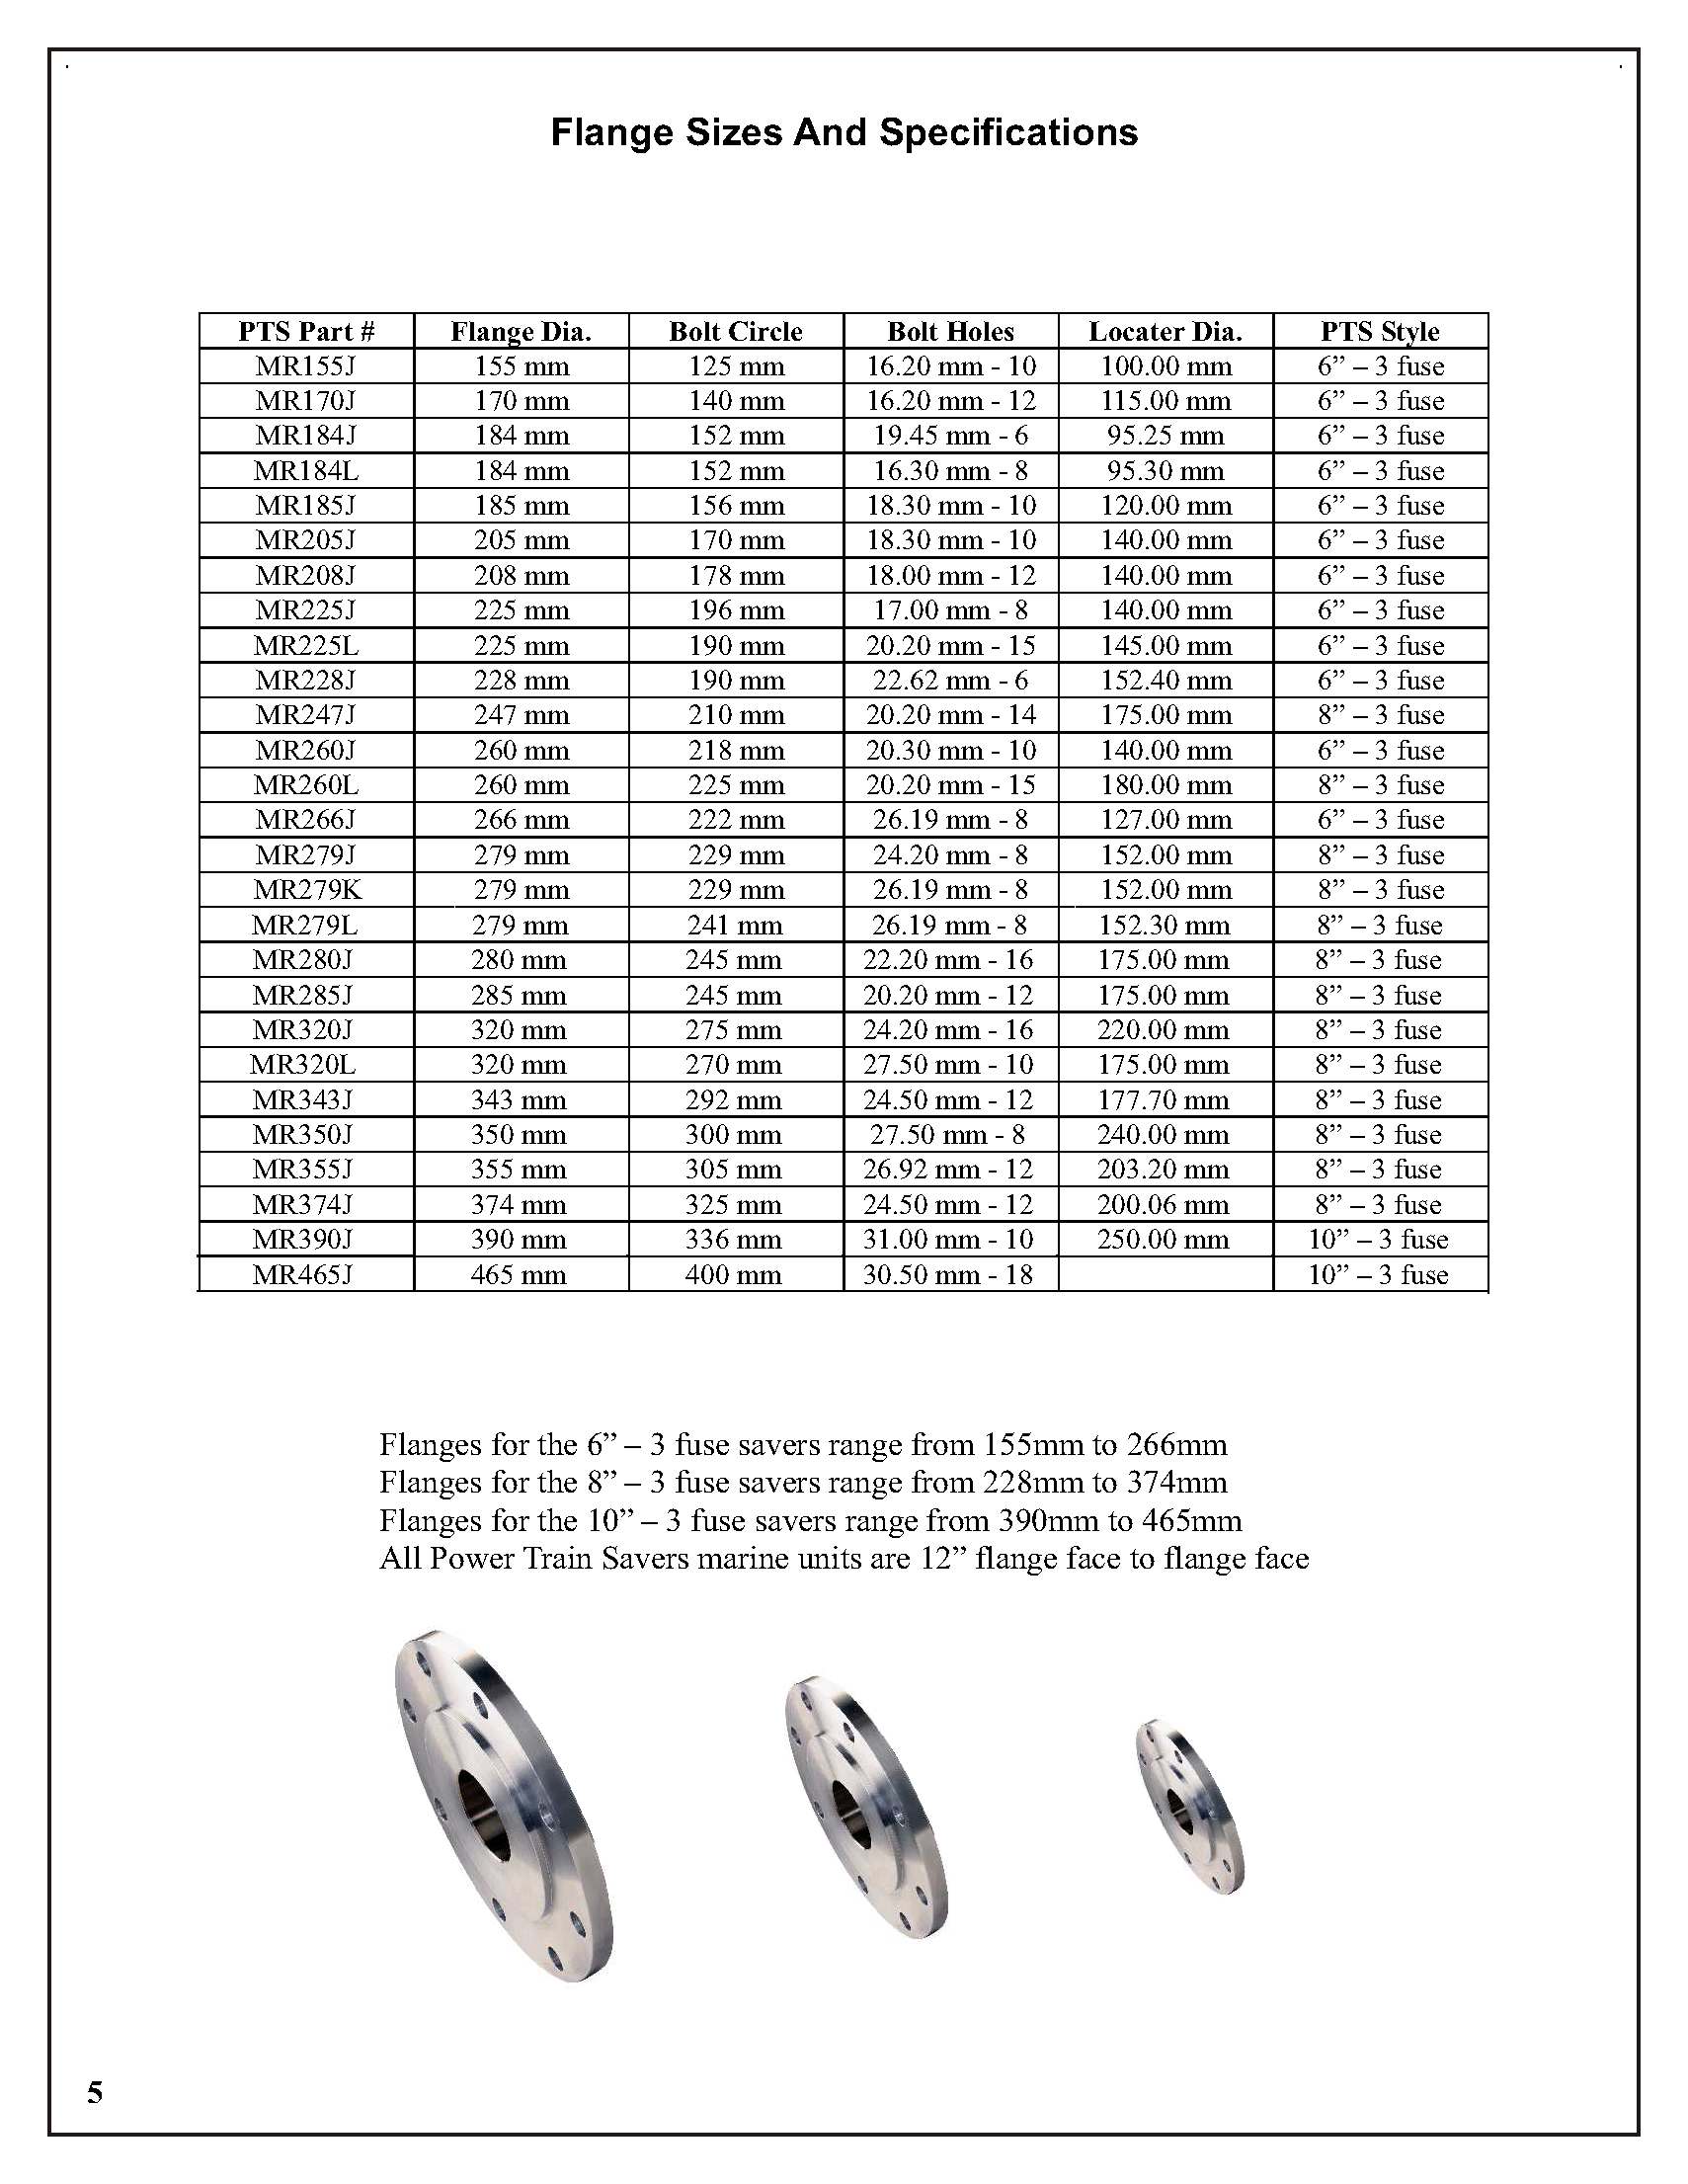 Flange Sizes And Specifications
PTS Part # Flange Dia. Bolt Circle Bolt Holes Locater Dia. PTS Style
MR155J 155 mm 125 mm 16.20 mm - 10 100.00 mm 6” – 3 fuse
MR170J 170 mm 140 mm 16.20 mm - 12 115.00 mm 6” – 3 fuse
MR184J 184 mm 152 mm 19.45 mm - 6 95.25 mm 6” – 3 fuse
MR184L 184 mm 152 mm 16.30 mm - 8 95.30 mm 6” – 3 fuse
MR185J 185 mm 156 mm 18.30 mm - 10 120.00 mm 6” – 3 fuse
MR205J 205 mm 170 mm 18.30 mm - 10 140.00 mm 6” – 3 fuse
MR208J 208 mm 178 mm 18.00 mm - 12 140.00 mm 6” – 3 fuse
MR225J 225 mm 196 mm 17.00 mm - 8 140.00 mm 6” – 3 fuse
MR225L 225 mm 190 mm 20.20 mm - 15 145.00 mm 6” – 3 fuse
MR228J 228 mm 190 mm 22.62 mm - 6 152.40 mm 6” – 3 fuse
MR247J 247 mm 210 mm 20.20 mm - 14 175.00 mm 8” – 3 fuse
MR260J 260 mm 218 mm 20.30 mm - 10 140.00 mm 6” – 3 fuse
MR260L 260 mm 225 mm 20.20 mm - 15 180.00 mm 8” – 3 fuse
MR266J 266 mm 222 mm 26.19 mm - 8 127.00 mm 6” – 3 fuse
MR279J 279 mm 229 mm 24.20 mm - 8 152.00 mm 8” – 3 fuse
MR279K 279 mm 229 mm 26.19 mm - 8 152.00 mm 8” – 3 fuse
MR279L 279 mm 241 mm 26.19 mm - 8 152.30 mm 8” – 3 fuse
MR280J 280 mm 245 mm 22.20 mm - 16 175.00 mm 8” – 3 fuse
MR285J 285 mm 245 mm 20.20 mm - 12 175.00 mm 8” – 3 fuse
MR320J 320 mm 275 mm 24.20 mm - 16 220.00 mm 8” – 3 fuse
MR320L 320 mm 270 mm 27.50 mm - 10 175.00 mm 8” – 3 fuse
MR343J 343 mm 292 mm 24.50 mm - 12 177.70 mm 8” – 3 fuse
MR350J 350 mm 300 mm 27.50 mm - 8 240.00 mm 8” – 3 fuse
MR355J 355 mm 305 mm 26.92 mm - 12 203.20 mm 8” – 3 fuse
MR374J 374 mm 325 mm 24.50 mm - 12 200.06 mm 8” – 3 fuse
MR390J 390 mm 336 mm 31.00 mm - 10 250.00 mm 10” – 3 fuse
MR465J 465 mm 400 mm 30.50 mm - 18 10” – 3 fuse
Flanges for the 6” – 3 fuse savers range from 155mm to 266mm
Flanges for the 8” – 3 fuse savers range from 228mm to 374mm
Flanges for the 10” – 3 fuse savers range from 390mm to 465mm
All Power Train Savers marine units are 12” flange face to flange face
5